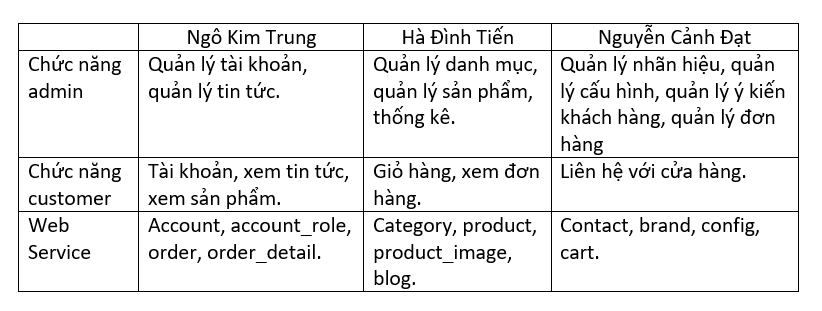 Ngô Kim Trung
Hà Đình Tiến
Nguyễn Cảnh Đạt
Chức năng
admin
Quản lý tài khoản,
quản lý tin tức.
Quản lý danh mục,
quản lý sản phẩm,
thống kê.
Quản lý nhãn hiệu, quản
lý cấu hình, quản lý ý kiến
khách hàng, quản lý đơn
hàng
Chức năng
customer
Tài khoản, xem tin tức,
xem sản phẩm.
Giỏ hàng, xem đơn
hàng.
Liên hệ với cửa hàng.
Web
Service
Account, account_role,
order, order_detail.
Category, product,
product_image,
blog.
Contact, brand, config,
cart.